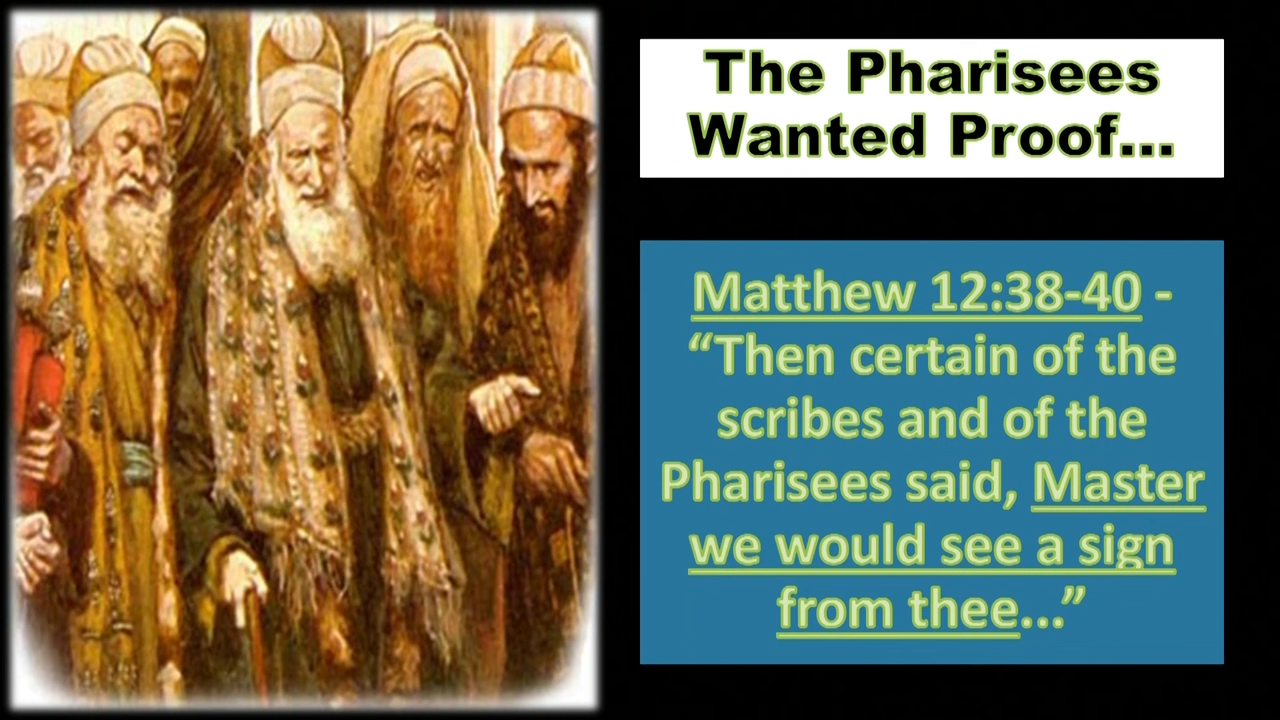 The Pharisees
Wanted Proof...
Matthew 12:38-40 -
“Then certain of the
scribes and of the
Pharisees said, Master
we would see a sign
from thee...”